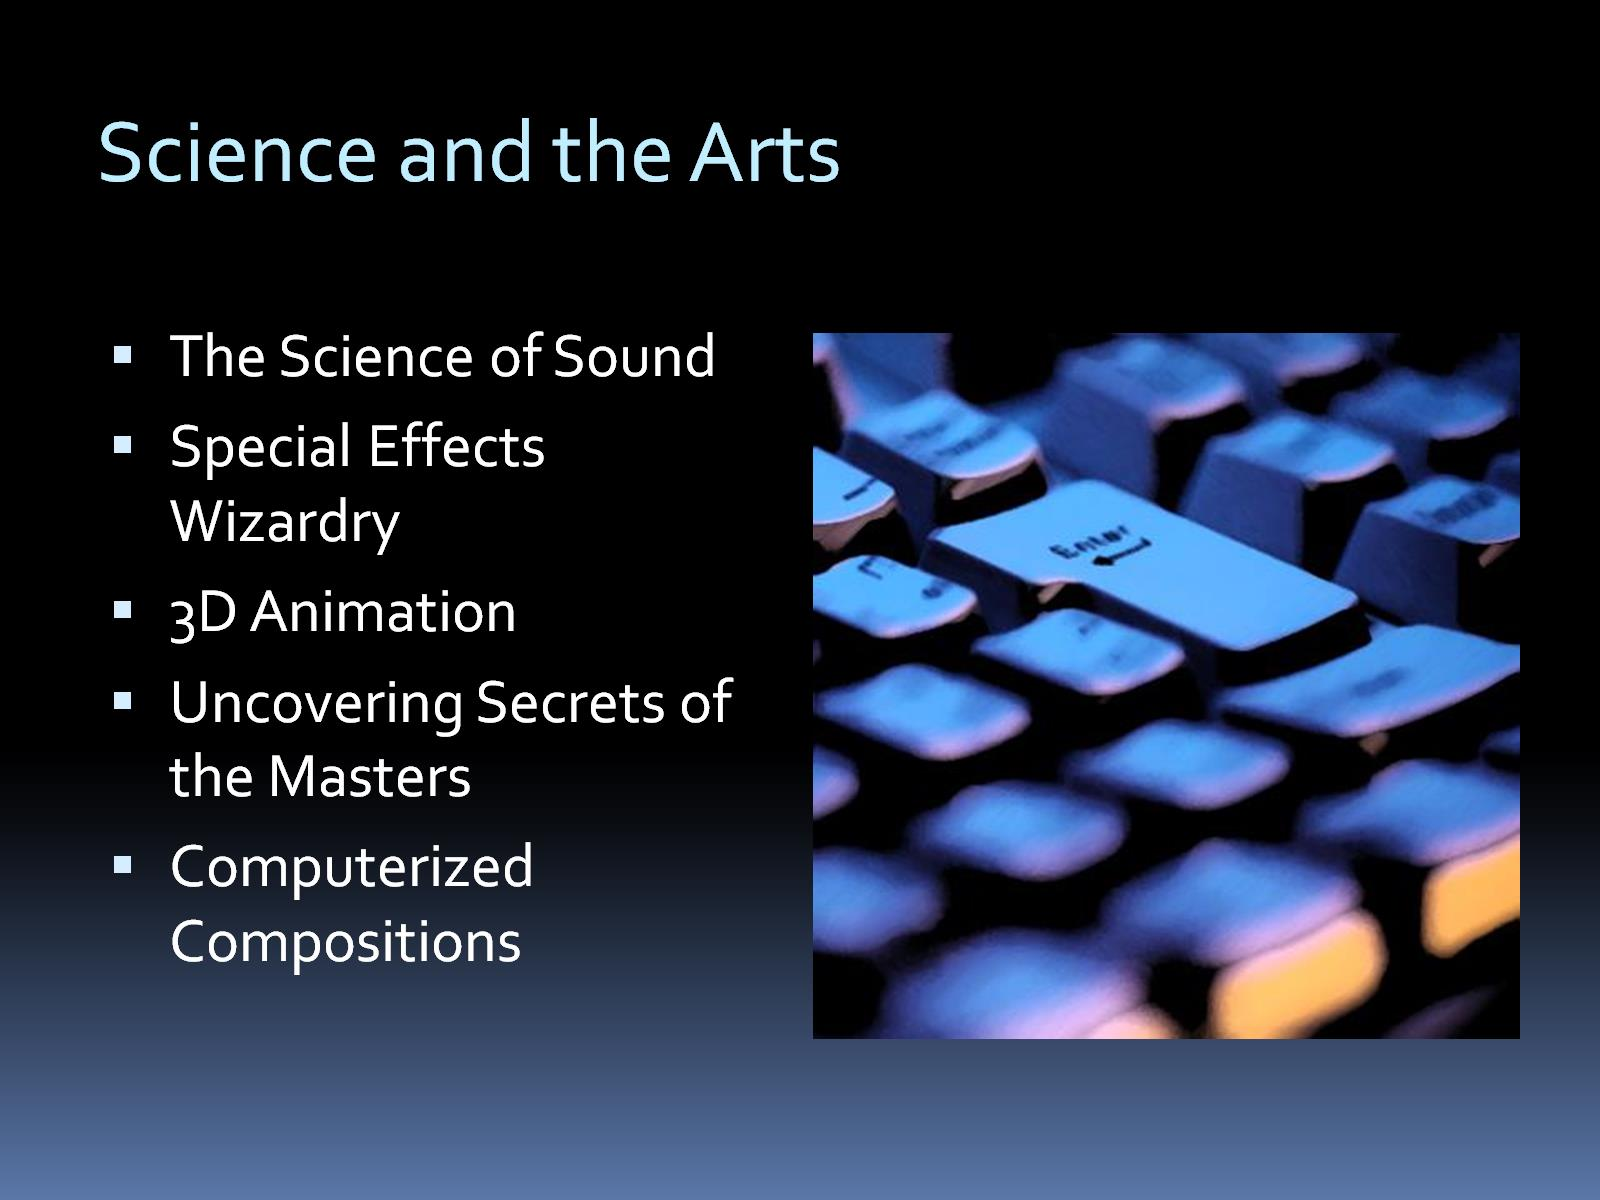 Science and the Arts
The Science of Sound
Special Effects
Wizardry
3D Animation
Uncovering Secrets of
the Masters
Computerized
Compositions
Enter